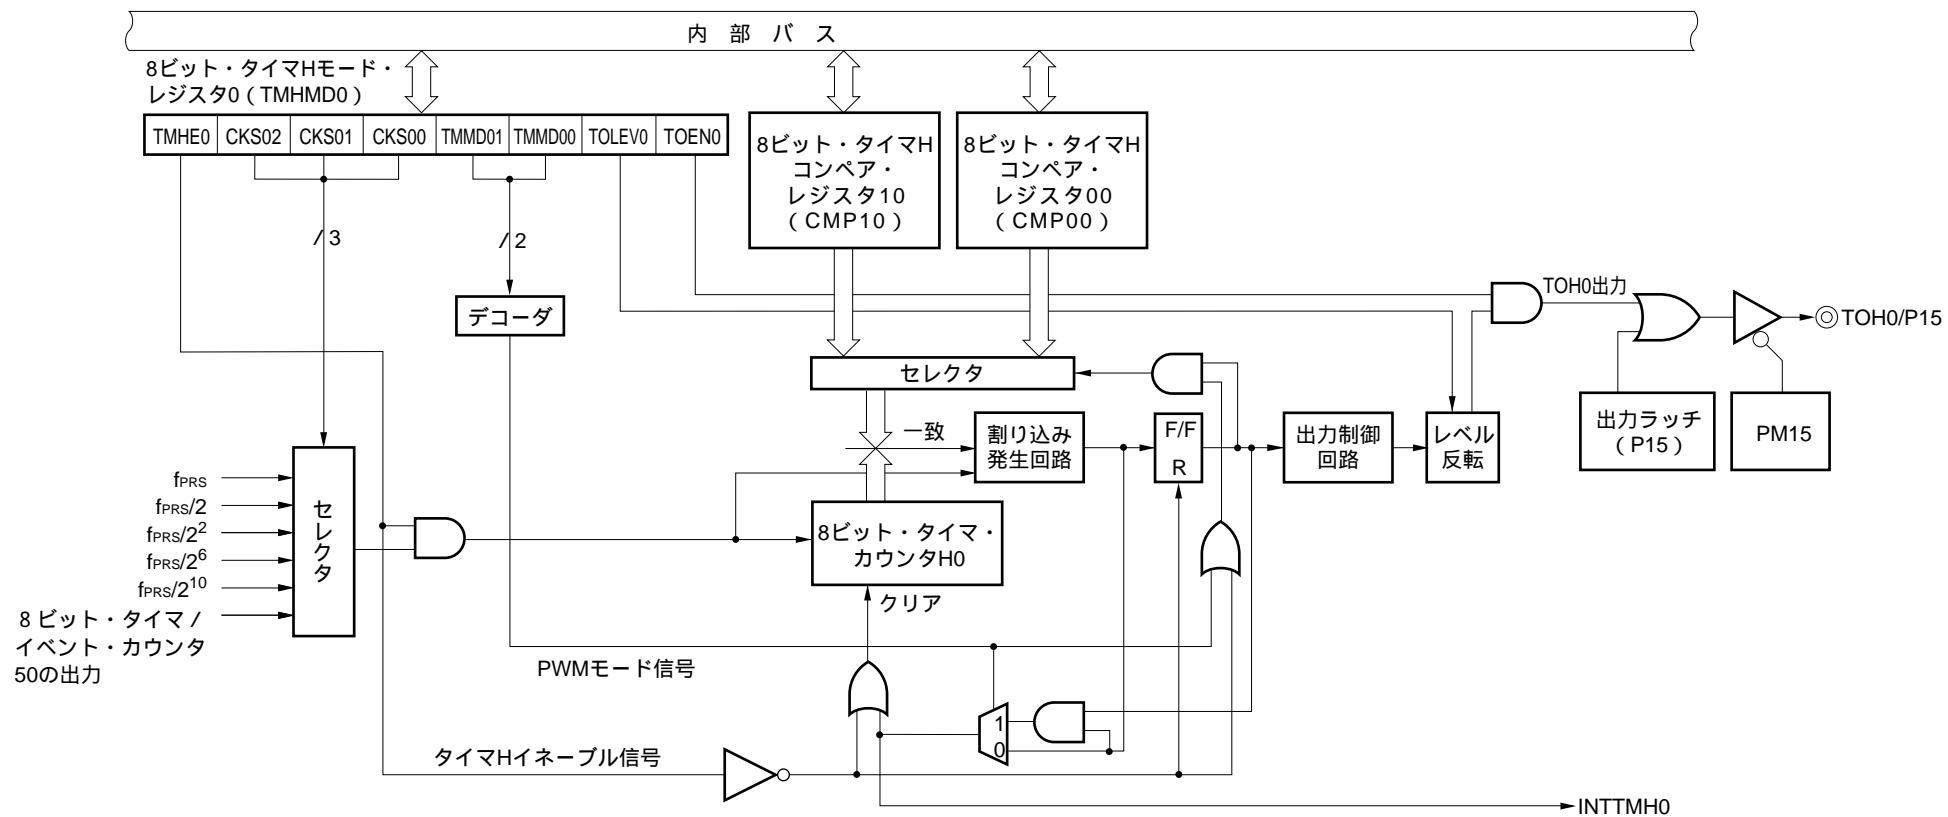 内 部 バ ス
8ビット・タイマHモード・
レジスタ0（TMHMD0）
TMHE0 CKS02 CKS01 CKS00 TMMD01 TMMD00 TOLEV0 TOEN0
8ビット・タイマH
コンペア・
レジスタ10
（CMP10）
8ビット・タイマH
コンペア・
レジスタ00
（CMP00）
/ 3
/ 2
デコーダ
TOH0出力
TOH0/P15
セレクタ
出力ラッチ
（P15）
PM15
一致
割り込み
発生回路
F/F
R
出力制御
回路
レベル
反転
fPRS
fPRS/2
fPRS/2²
fPRS/2⁶
fPRS/2¹⁰
8 ビット・タイマ /
イベント・カウンタ
50の出力
セレクタ
8ビット・タイマ・
カウンタH0
クリア
PWMモード信号
1
0
タイマHイネーブル信号
INTTMH0